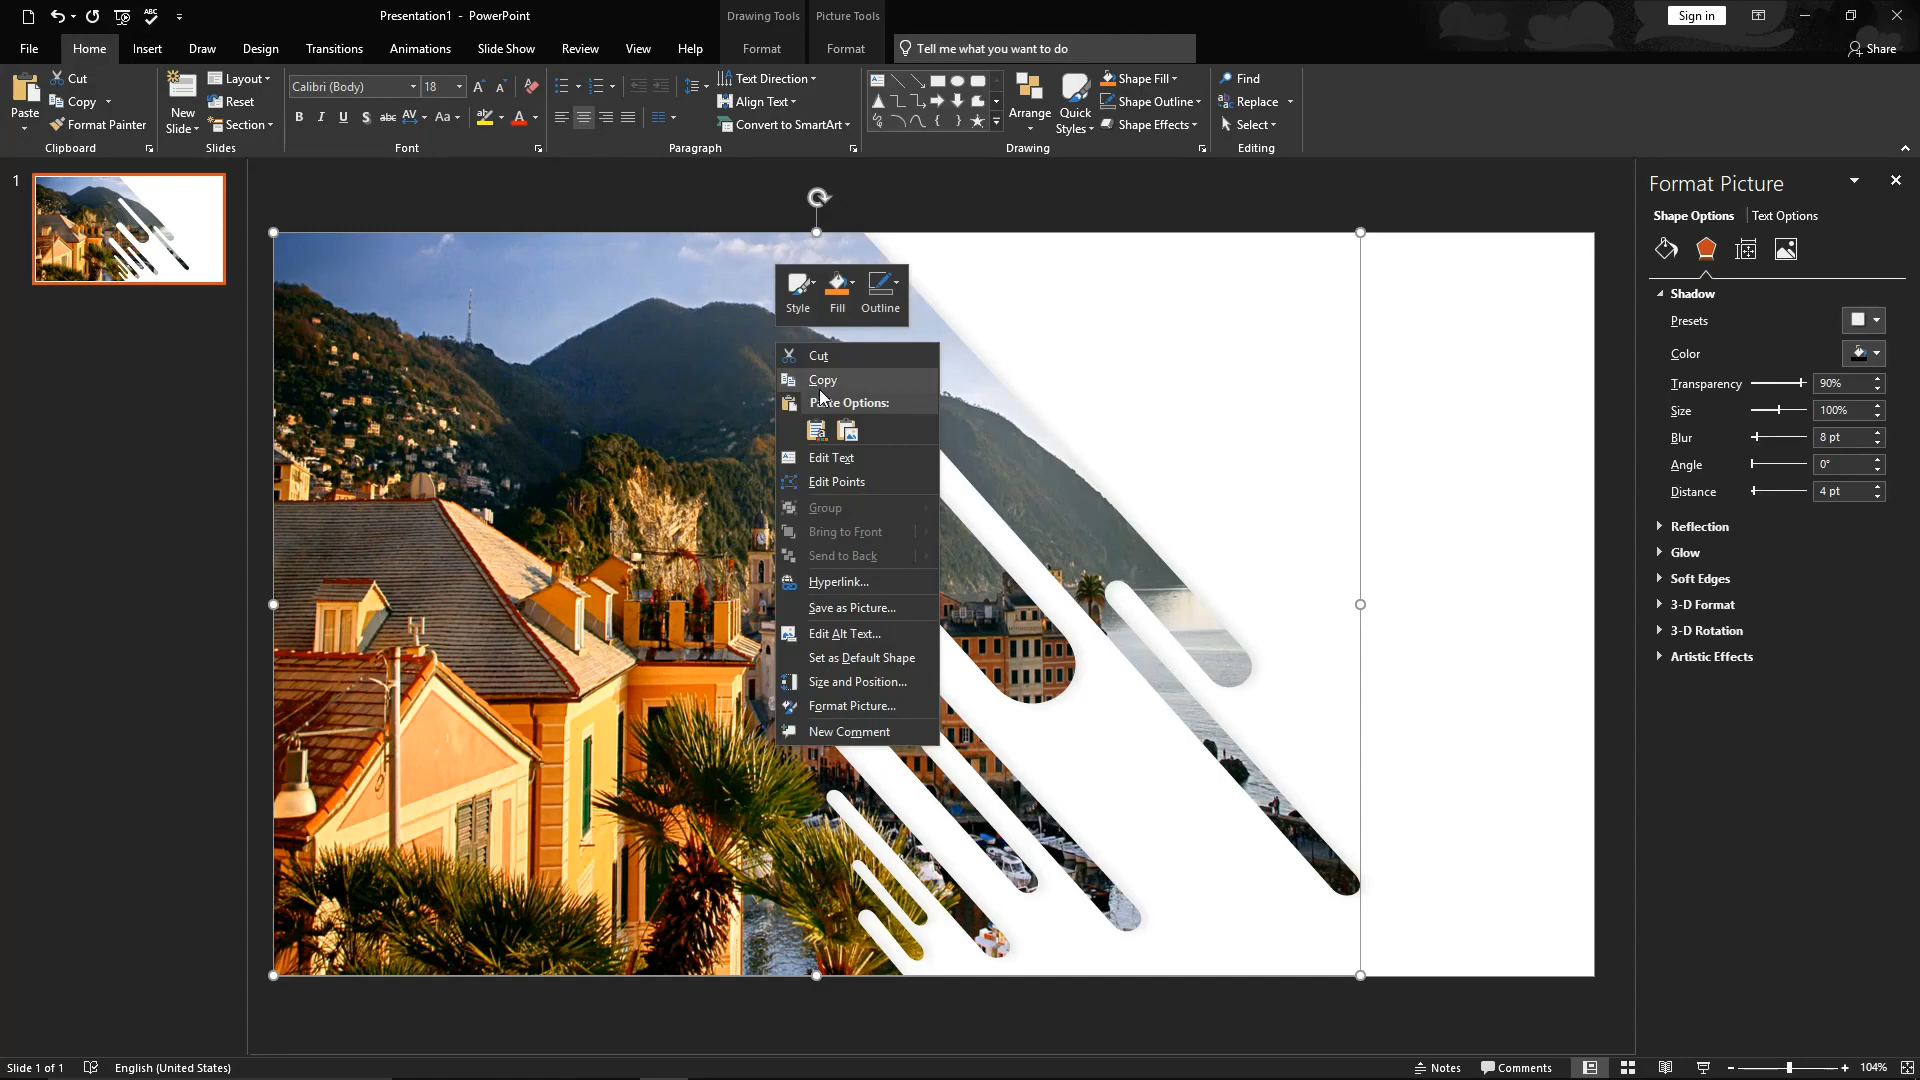 Presentation1 - PowerPoint
Drawing Tools
Picture Tools
Sign in
File
Home
Insert
Draw
Design
Transitions
Animations
Slide Show
Review
View
Help
Format
Format
Tell me what you want to do
Share
Paste
Cut
Copy
Format Painter
Clipboard
New Slide
Layout
Reset
Section
Slides
Calibri (Body)
18
Font
Text Direction
Align Text
Convert to SmartArt
Paragraph
Arrange
Quick Styles
Shape Fill
Shape Outline
Shape Effects
Drawing
Find
Replace
Select
Editing
1
Style
Fill
Outline
Cut
Copy
Options:
Edit Text
Edit Points
Group
Bring to Front
Send to Back
Hyperlink...
Save as Picture...
Edit Alt Text...
Set as Default Shape
Size and Position...
Format Picture...
New Comment
Format Picture
Shape Options
Text Options
Shadow
Presets
Color
Transparency
90%
Size
100%
Blur
8 pt
Angle
0°
Distance
4 pt
Reflection
Glow
Soft Edges
3-D Format
3-D Rotation
Artistic Effects
Slide 1 of 1
English (United States)
Notes
Comments
104%